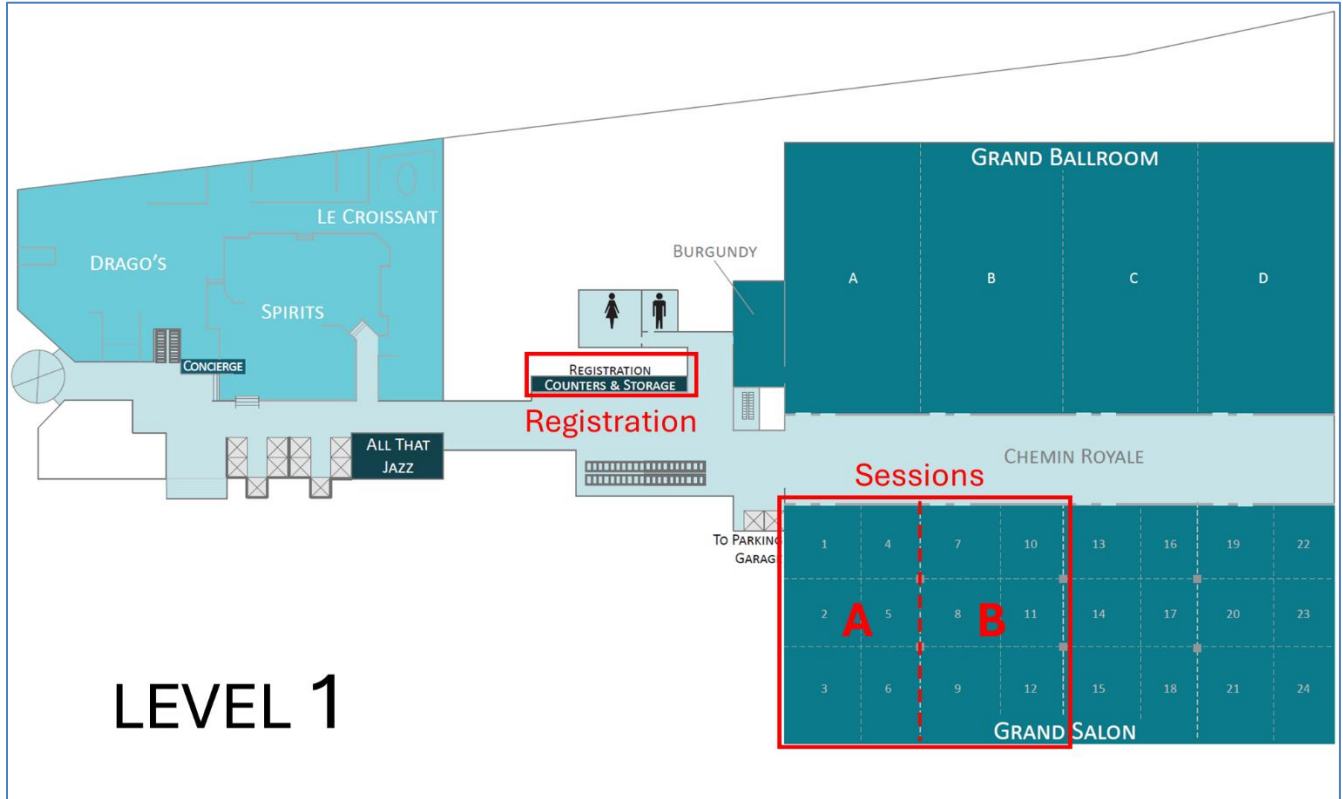 GRAND BALLROOM
LE CROISSANT
BURGUNDY
DRAGO'S
A
B
C
D
SPIRITS
CONCIERGE
REGISTRATION
COUNTERS & STORAGE
Registration
ALL THAT
JAZZ
CHEMIN ROYALE
Sessions
TO PARKING
GARAGE
1
4
7
10
13
16
19
22
A
B
2
5
8
11
14
17
20
23
3
6
9
12
15
18
21
24
GRAND SALON
LEVEL 1